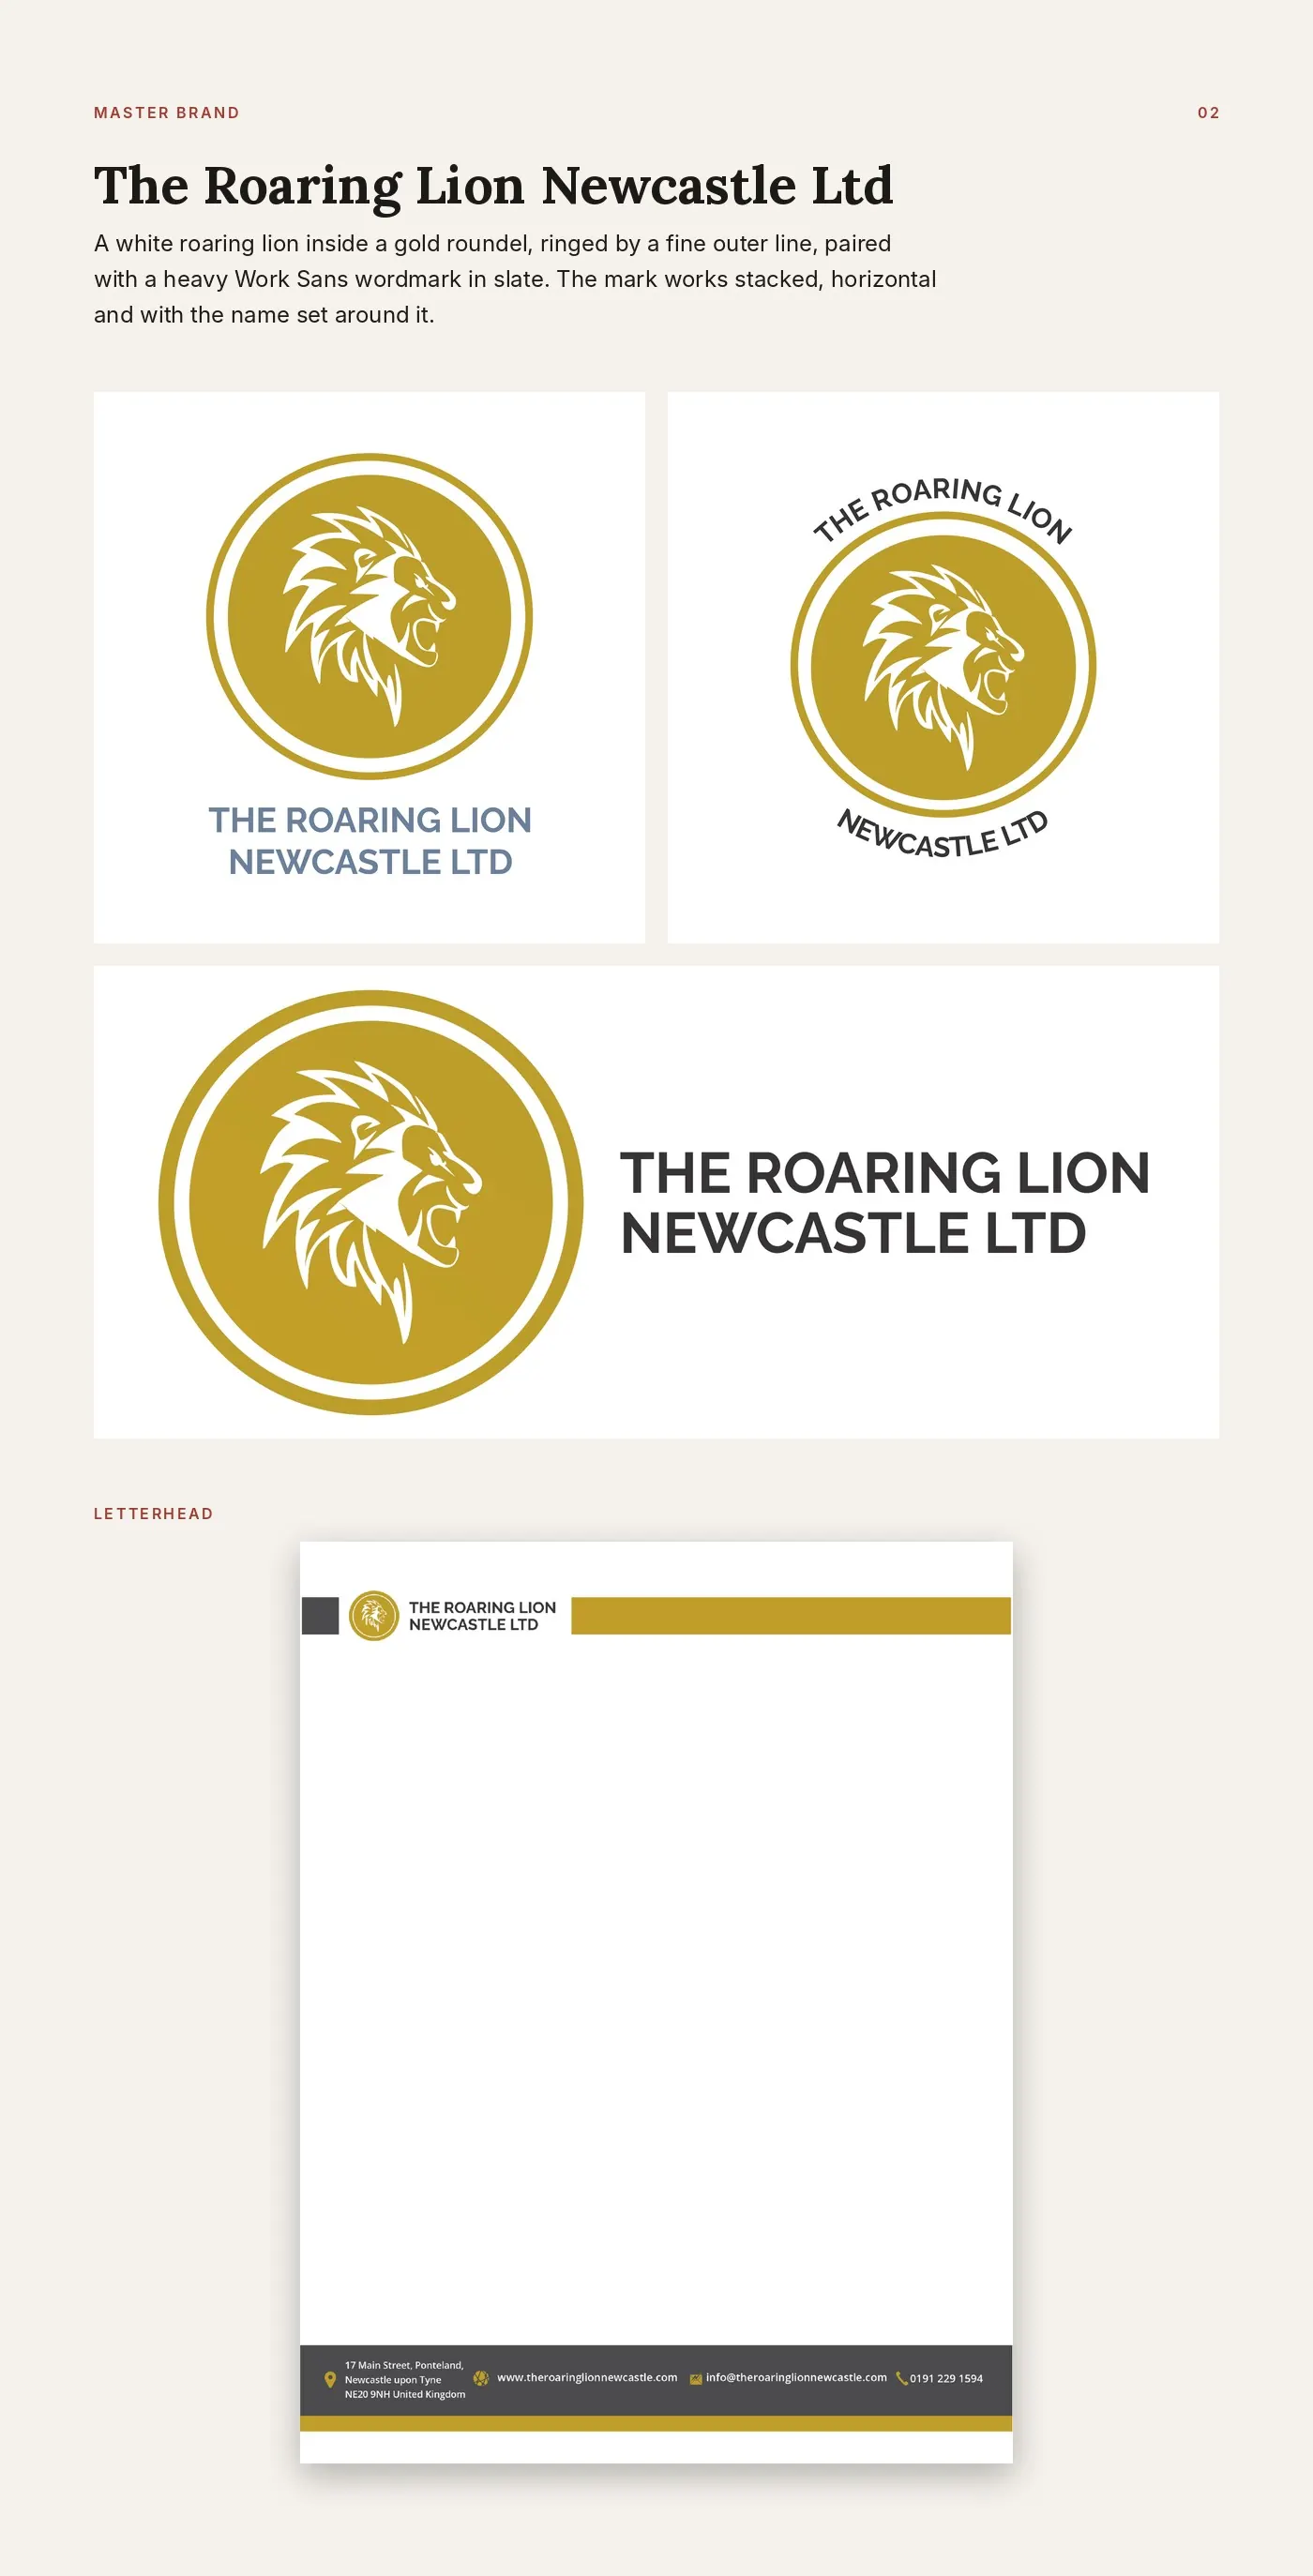 MASTER BRAND
02
The Roaring Lion Newcastle Ltd
A white roaring lion inside a gold roundel, ringed by a fine outer line, paired
with a heavy Work Sans wordmark in slate. The mark works stacked, horizontal
and with the name set around it.
THE ROARING LION
NEWCASTLE LTD
THE ROARING LION
NEWCASTLE LTD
THE ROARING LION
NEWCASTLE LTD
LETTERHEAD
THE ROARING LION
NEWCASTLE LTD
17 Main Street, Ponteland,
Newcastle upon Tyne
NE20 9NH United Kingdom
www.theroaringlionnewcastle.com
info@theroaringlionnewcastle.com
0191 229 1594